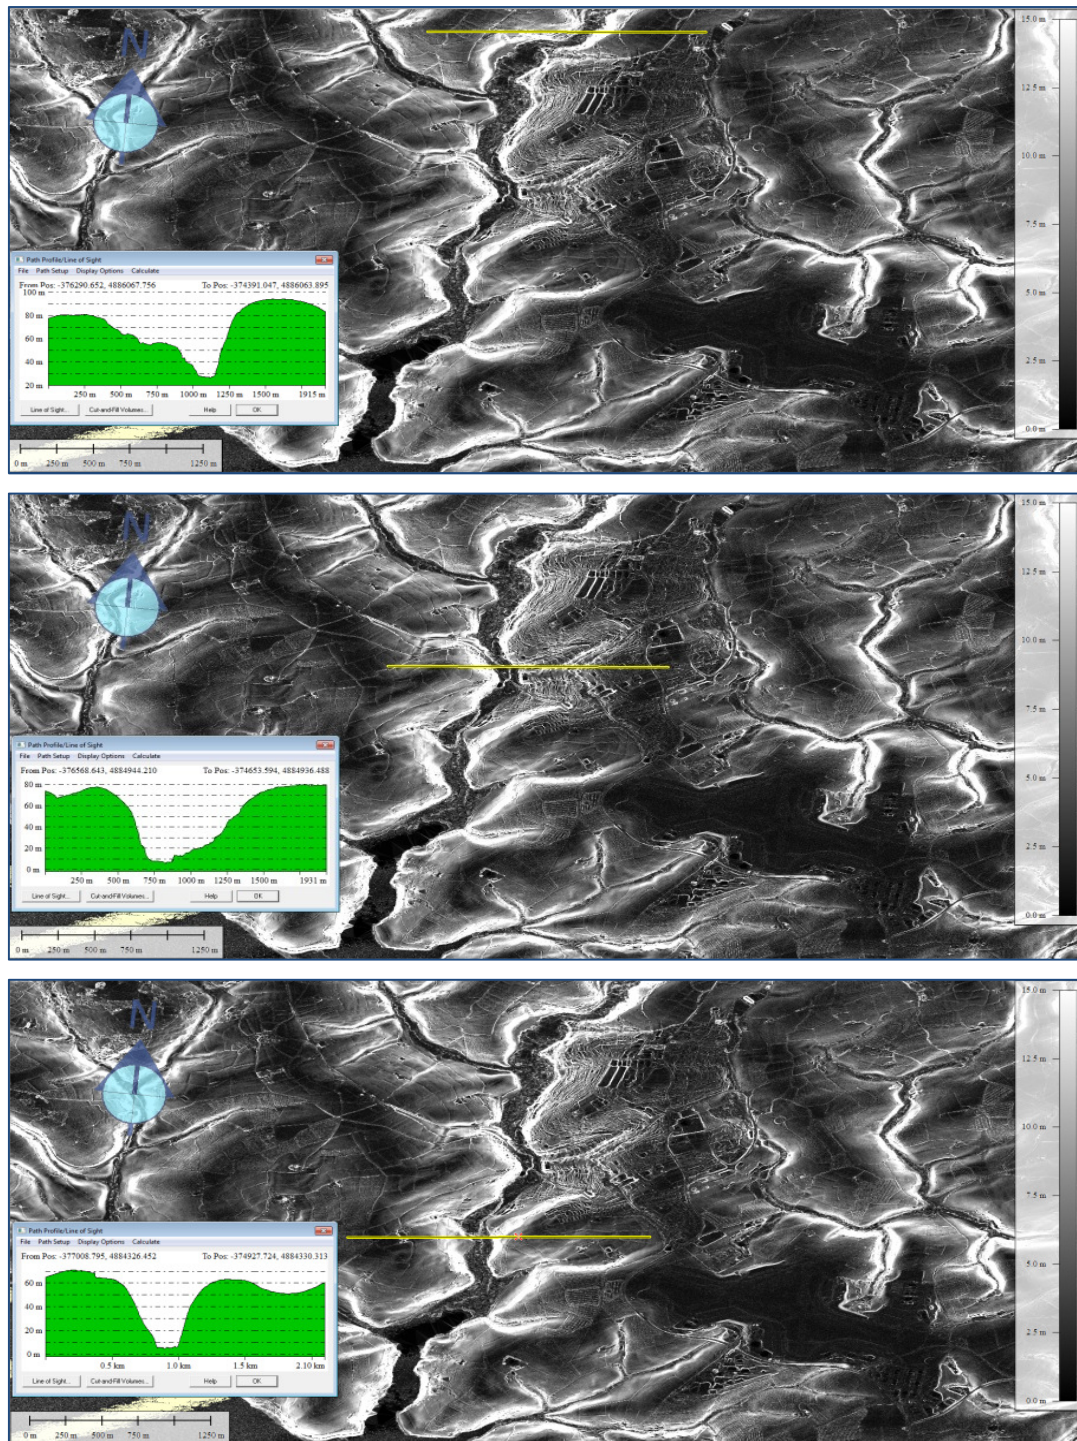 N
15.0 m
12.5 m
10.0 m
7.5 m
5.0 m
2.5 m
0.0 m
Path Profile/Line of Sight
File Path Setup Display Options Calculate
From Pos: -376290.652, 4886067.756 To Pos: -374391.047, 4886063.895
100 m
80 m
60 m
40 m
20 m
250 m 500 m 750 m 1000 m 1250 m 1500 m 1915 m
Line of Sight... Cut-and-Fill Volumes... Help OK
0 m 250 m 500 m 750 m 1250 m
N
15.0 m
12.5 m
10.0 m
7.5 m
5.0 m
2.5 m
0.0 m
Path Profile/Line of Sight
File Path Setup Display Options Calculate
From Pos: -376568.643, 4884944.210 To Pos: -374653.594, 4884936.488
80 m
60 m
40 m
20 m
0 m
250 m 500 m 750 m 1000 m 1250 m 1500 m 1931 m
Line of Sight... Cut-and-Fill Volumes... Help OK
0 m 250 m 500 m 750 m 1250 m
N
15.0 m
12.5 m
10.0 m
7.5 m
5.0 m
2.5 m
0.0 m
Path Profile/Line of Sight
File Path Setup Display Options Calculate
From Pos: -377008.795, 4884326.452 To Pos: -374927.724, 4884330.313
60 m
40 m
20 m
0 m
0.5 km 1.0 km 1.5 km 2.10 km
Line of Sight... Cut-and-Fill Volumes... Help OK
0 m 250 m 500 m 750 m 1250 m